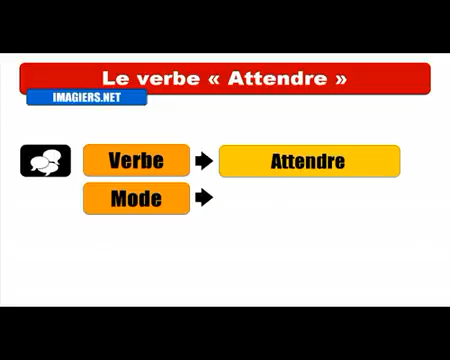 Le verbe « Attendre »
IMAGIERS.NET
Verbe Attendre
Mode